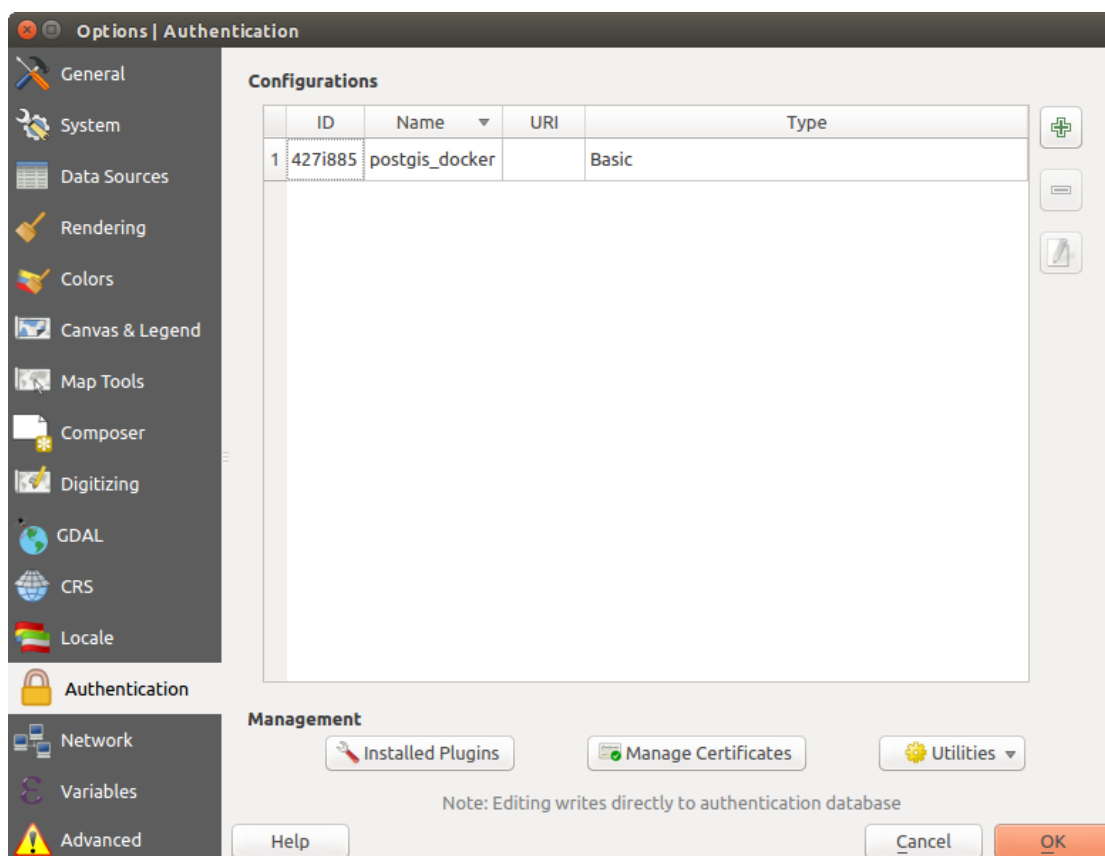 Options | Authentication
General
System
Data Sources
Rendering
Colors
Canvas & Legend
Map Tools
Composer
Digitizing
GDAL
CRS
Locale
Authentication
Network
Variables
Advanced
Configurations
ID Name URI Type
1 427i885 postgis_docker Basic
Management
Installed Plugins Manage Certificates Utilities
Note: Editing writes directly to authentication database
Help Cancel OK